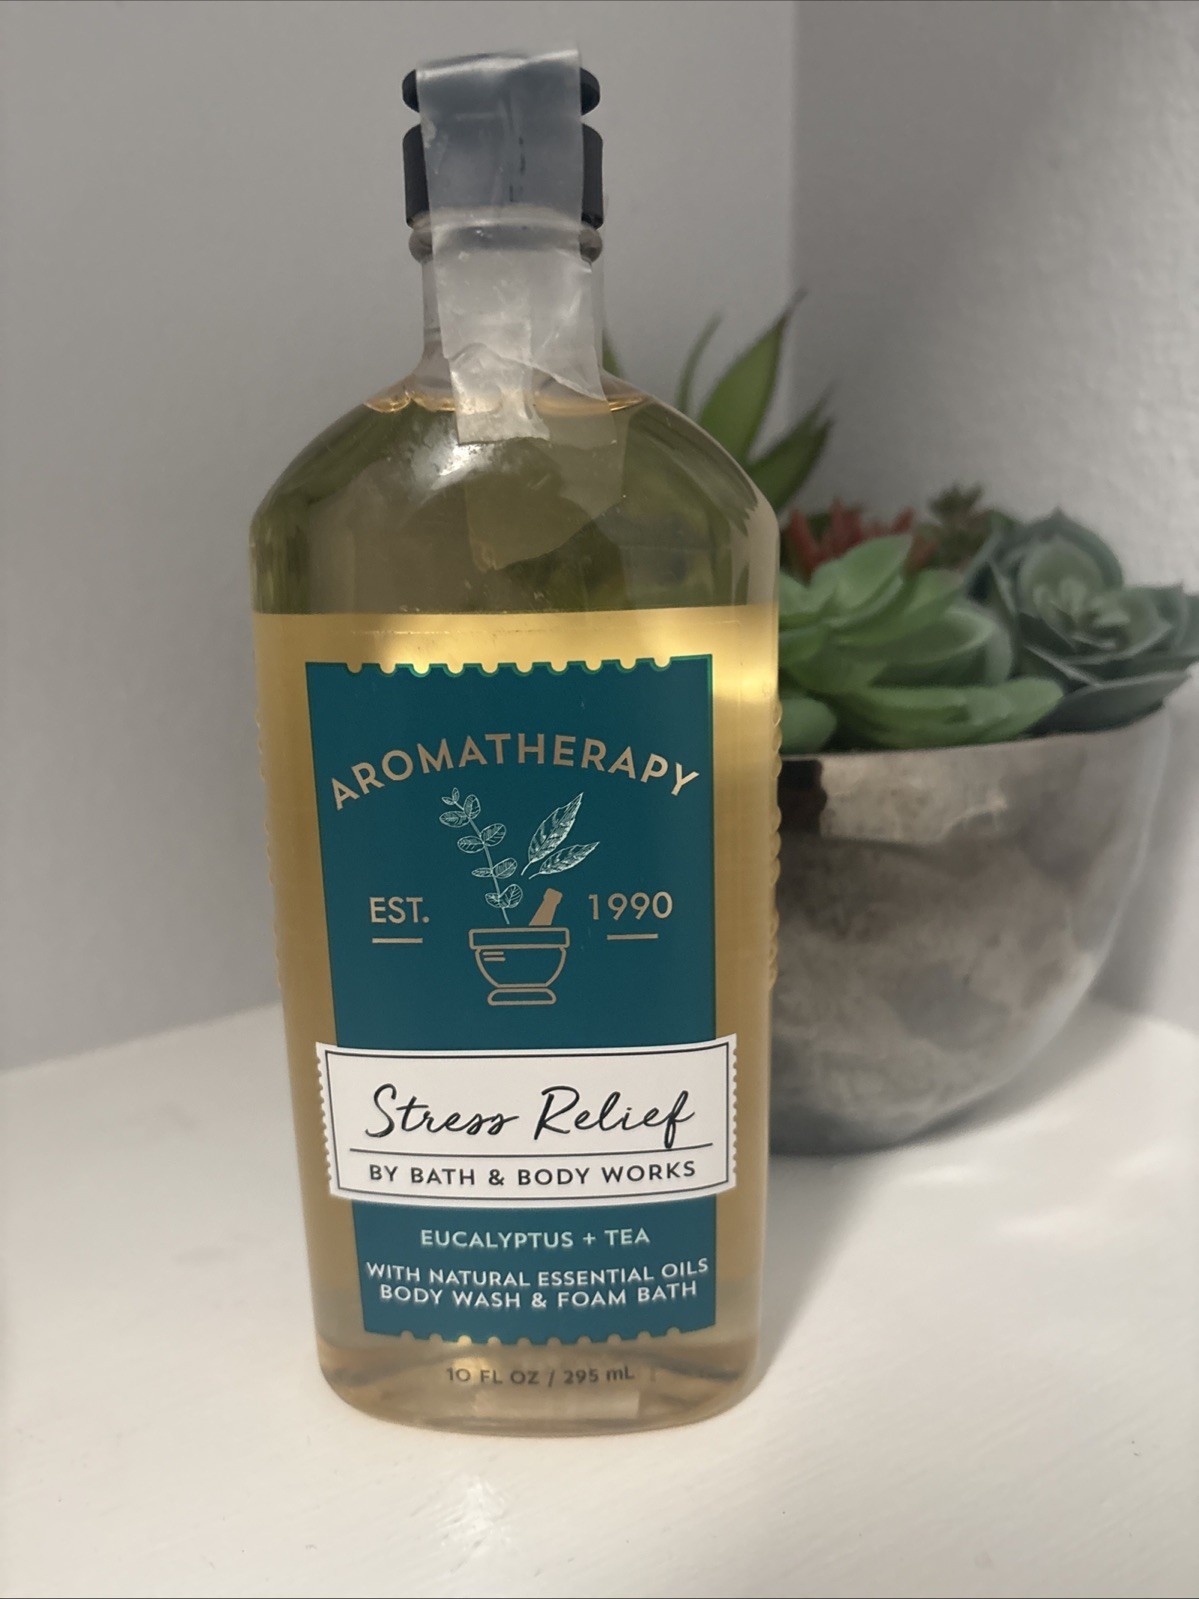 AROMATHERAPY
EST. 1990
Stress Relief
BY BATH & BODY WORKS
EUCALYPTUS + TEA
WITH NATURAL ESSENTIAL OILS
BODY WASH & FOAM BATH
10 FL OZ / 295 mL